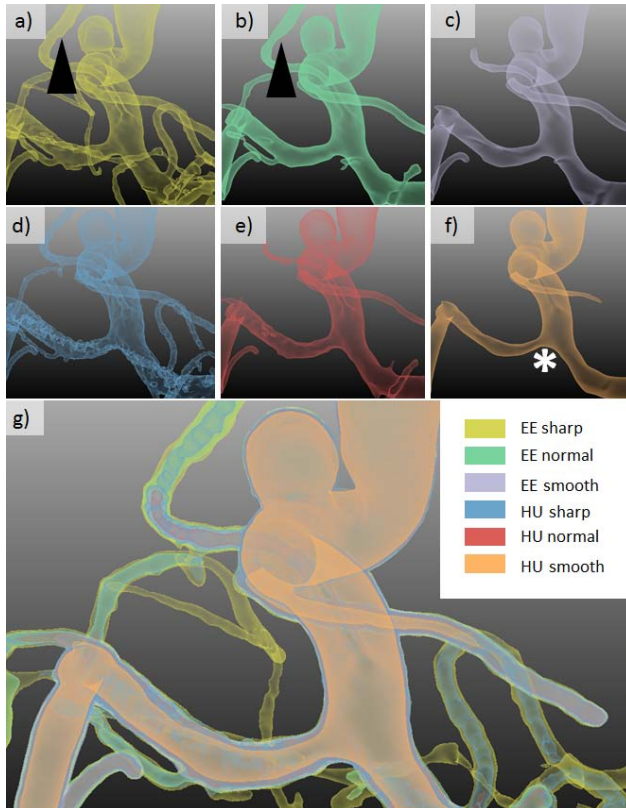 a)
b)
c)
d)
e)
f)
*
g)
EE sharp
EE normal
EE smooth
HU sharp
HU normal
HU smooth